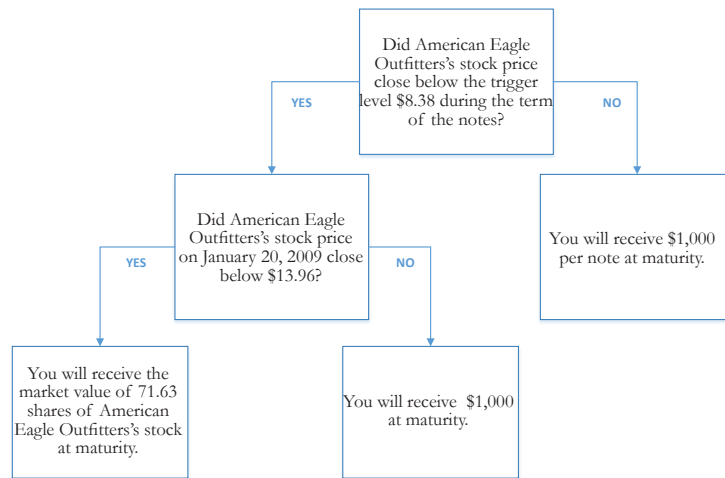 Did American Eagle
Outfitters's stock price
close below the trigger
level $8.38 during the term
of the notes?
YES
NO
Did American Eagle
Outfitters's stock price
on January 20, 2009 close
below $13.96?
You will receive $1,000
per note at maturity.
YES
NO
You will receive the
market value of 71.63
shares of American
Eagle Outfitters's stock
at maturity.
You will receive $1,000
at maturity.